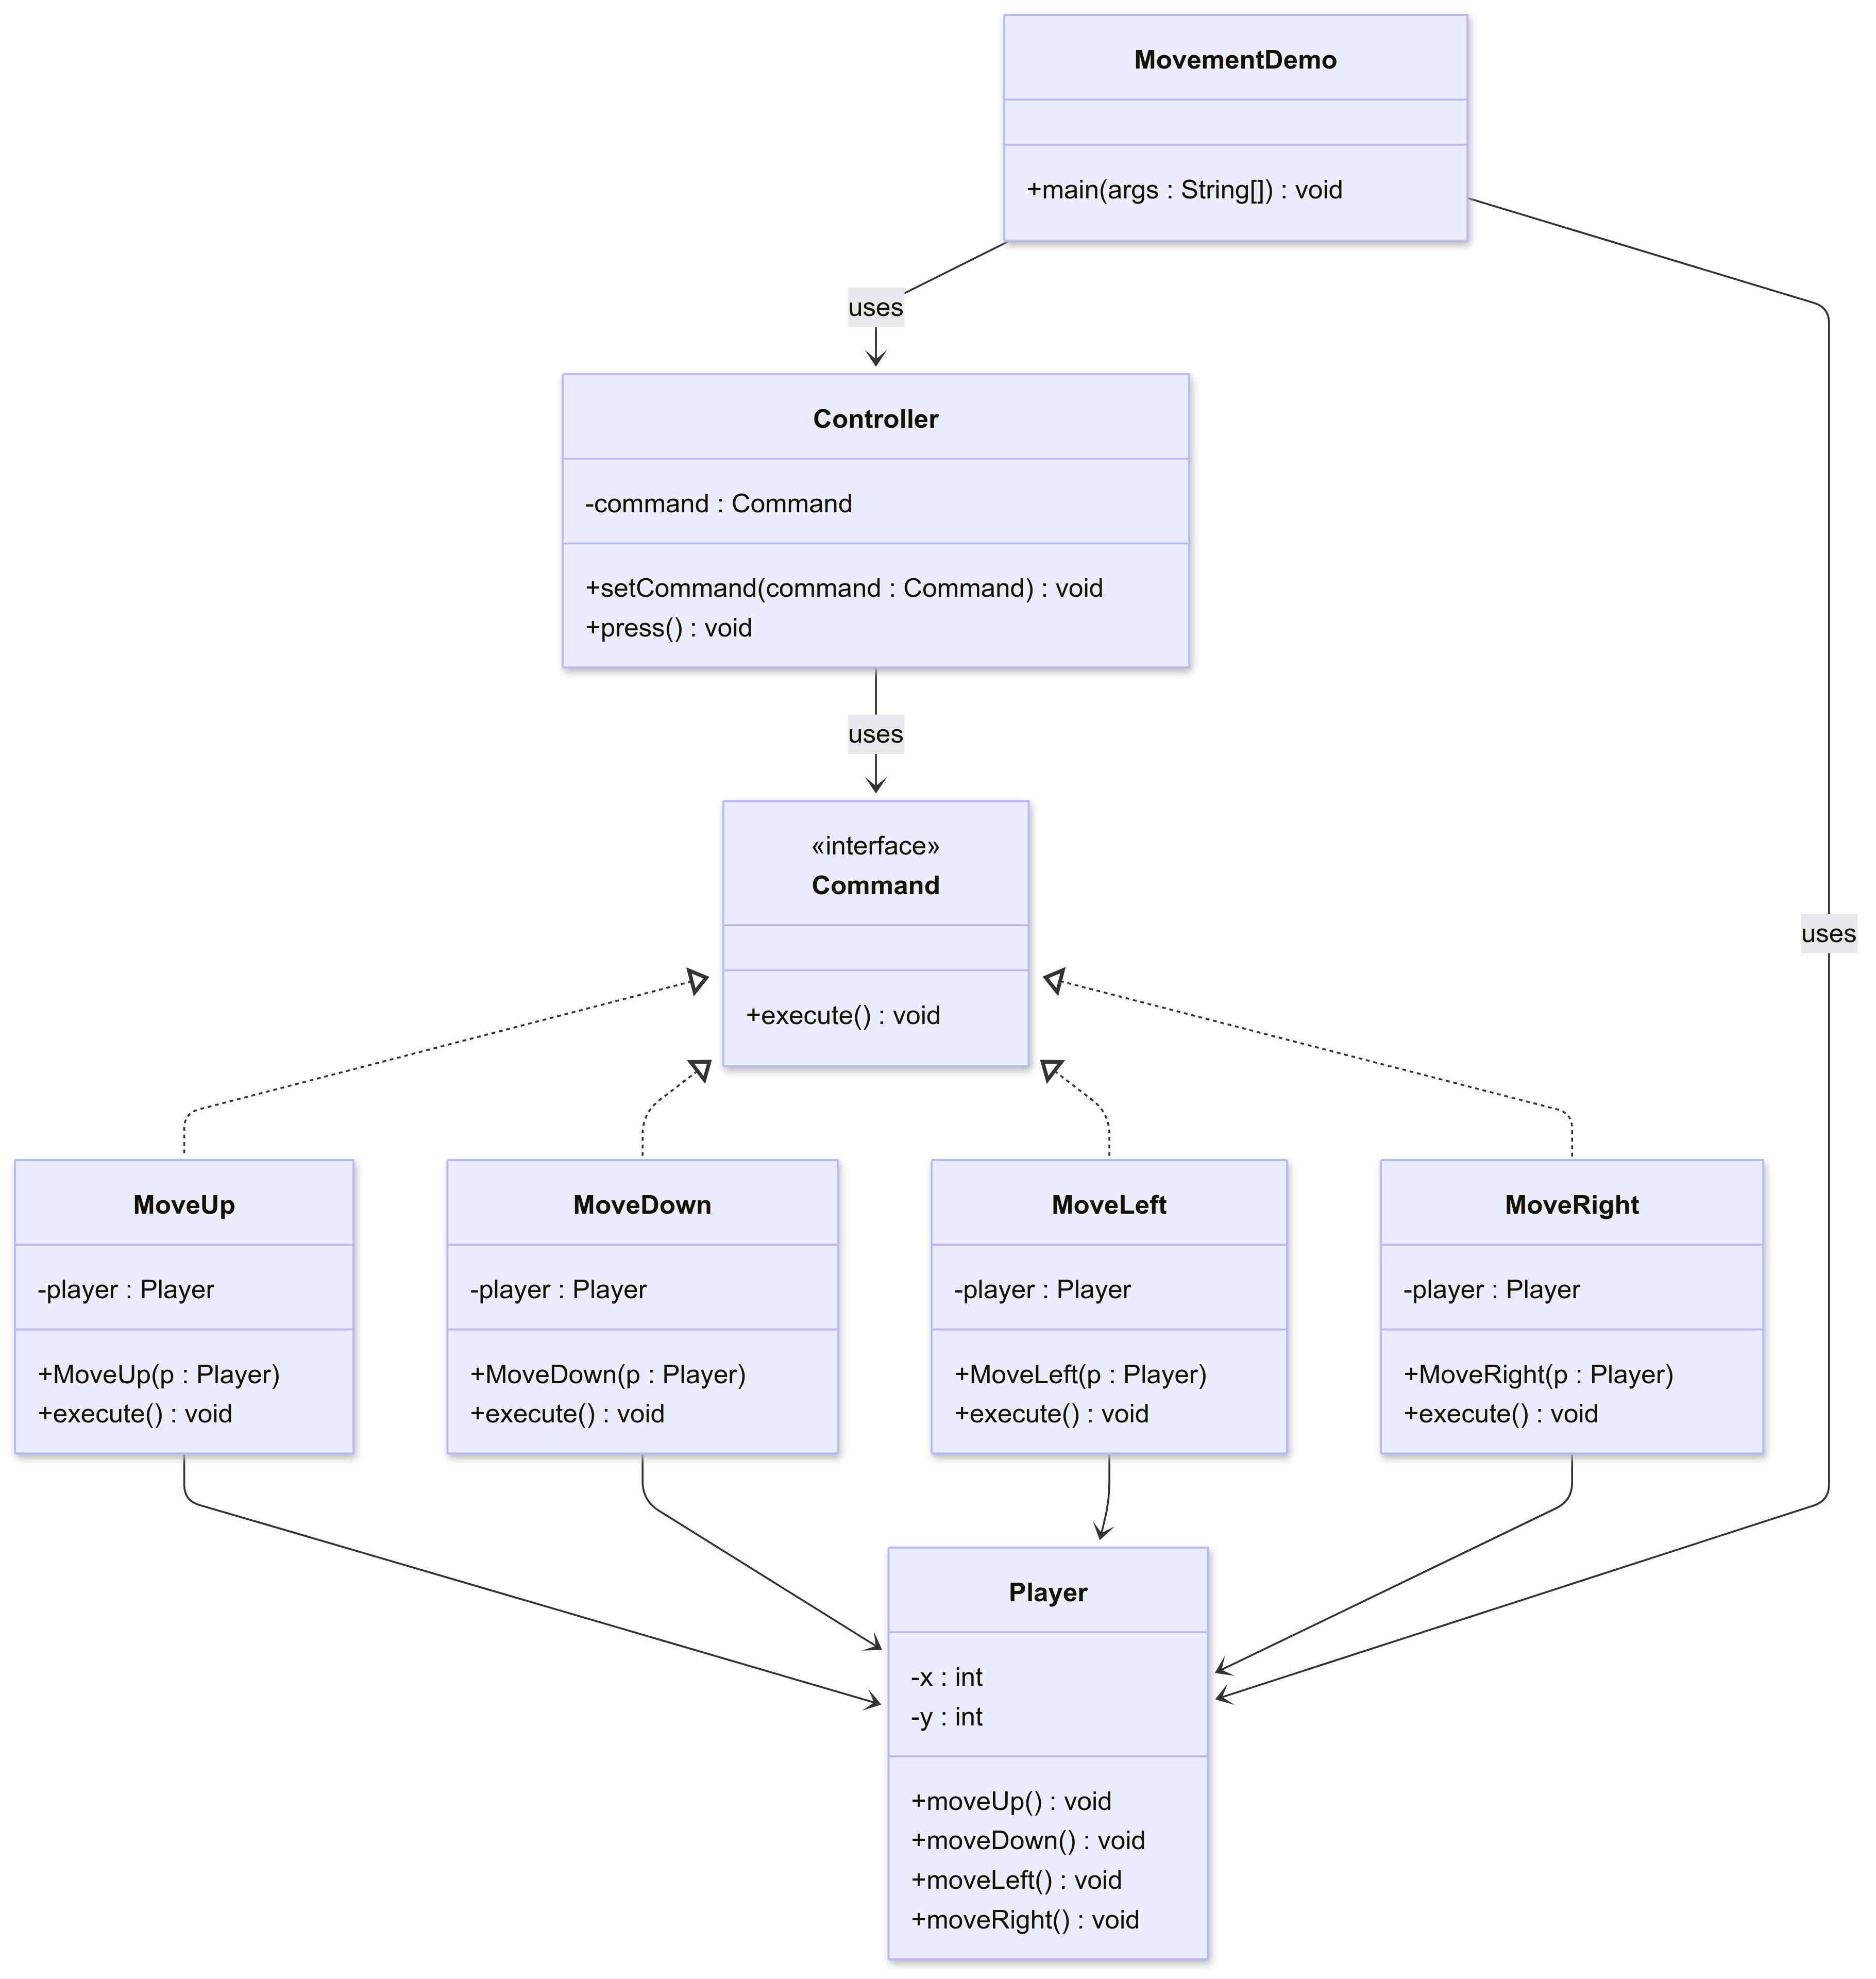 MovementDemo
+main(args : String[]) : void
uses
Controller
-command : Command
+setCommand(command : Command) : void
+press() : void
uses
«interface»
Command
+execute() : void
uses
MoveUp
-player : Player
+MoveUp(p : Player)
+execute() : void
MoveDown
-player : Player
+MoveDown(p : Player)
+execute() : void
MoveLeft
-player : Player
+MoveLeft(p : Player)
+execute() : void
MoveRight
-player : Player
+MoveRight(p : Player)
+execute() : void
Player
-x : int
-y : int
+moveUp() : void
+moveDown() : void
+moveLeft() : void
+moveRight() : void